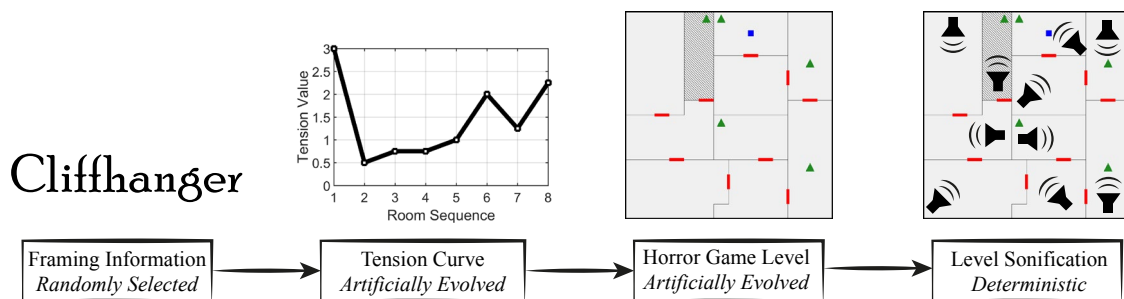 Cliffhanger
Tension Value
3
2.5
2
1.5
1
0.5
0
1 2 3 4 5 6 7 8
Room Sequence
Framing Information
Randomly Selected
Tension Curve
Artificially Evolved
Horror Game Level
Artificially Evolved
Level Sonification
Deterministic